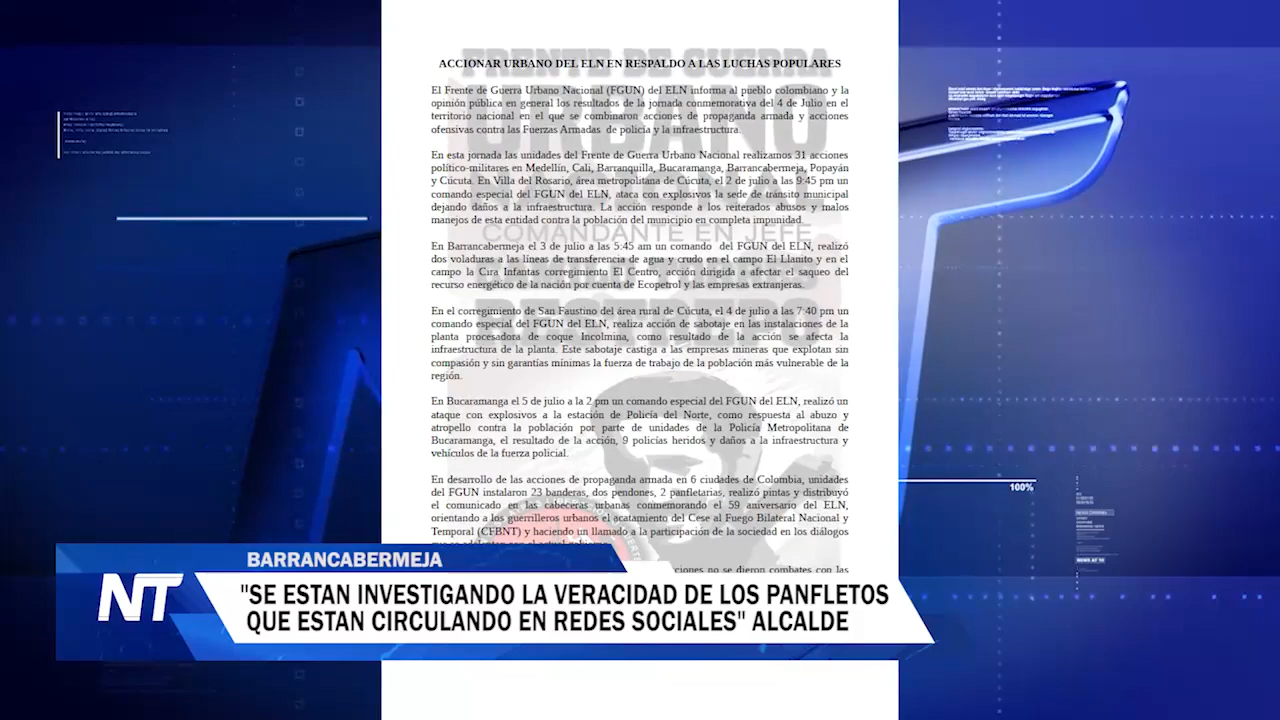 FRENTE DE GUERRA
ACCIONAR URBANO DEL ELN EN RESPALDO A LAS LUCHAS POPULARES
El Frente de Guerra Urbano Nacional (FGUN) del ELN informa al pueblo colombiano y la
opinión pública en general los resultados de la jornada conmemorativa del 4 de Julio en el
territorio nacional en el que se combinaron acciones de propaganda armada y acciones
ofensivas contra las Fuerzas Armadas de policía y la infraestructura.
URBANO
En esta jornada las unidades del Frente de Guerra Urbano Nacional realizamos 31 acciones
político-militares en Medellín, Cali, Barranquilla, Bucaramanga, Barrancabermeja, Popayán
y Cúcuta. En Villa del Rosario, área metropolitana de Cúcuta, el 2 de julio a las 9:45 pm un
comando especial del FGUN del ELN, ataca con explosivos la sede de tránsito municipal
dejando daños a la infraestructura. La acción responde a los reiterados abusos y malos
manejos de esta entidad contra la población del municipio en completa impunidad.
COMANDANTE EN JEFE
En Barrancabermeja el 3 de julio a las 5:45 am un comando del FGUN del ELN, realizó
dos voladuras a las líneas de transferencia de agua y crudo en el campo El Llanito y en el
campo la Cira Infantas corregimiento El Centro, acción dirigida a afectar el saqueo del
recurso energético de la nación por cuenta de Ecopetrol y las empresas extranjeras.
En el corregimiento de San Faustino del área rural de Cúcuta, el 4 de julio a las 7:40 pm un
comando especial del FGUN del ELN, realiza acción de sabotaje en las instalaciones de la
planta procesadora de coque Incolmina, como resultado de la acción se afecta la
infraestructura de la planta. Este sabotaje castiga a las empresas mineras que explotan sin
compasión y sin garantías mínimas la fuerza de trabajo de la población más vulnerable de la
región.
En Bucaramanga el 5 de julio a la 2 pm un comando especial del FGUN del ELN, realizó un
ataque con explosivos a la estación de Policía del Norte, como respuesta al abuzo y
atropello contra la población por parte de unidades de la Policía Metropolitana de
Bucaramanga, el resultado de la acción, 9 policías heridos y daños a la infraestructura y
vehículos de la fuerza policial.
En desarrollo de las acciones de propaganda armada en 6 ciudades de Colombia, unidades
del FGUN instalaron 23 banderas, dos pendones, 2 panfletarias, realizó pintas y distribuyó
el comunicado en las cabeceras urbanas conmemorando el 59 aniversario del ELN,
orientando a los guerrilleros urbanos el acatamiento del Cese al Fuego Bilateral Nacional y
Temporal (CFBNT) y haciendo un llamado a la participación de la sociedad en los diálogos
ciones no se dieron combates con las
100%
NEWS AT 10
BARRANCABERMEJA
NT
"SE ESTAN INVESTIGANDO LA VERACIDAD DE LOS PANFLETOS
QUE ESTAN CIRCULANDO EN REDES SOCIALES" ALCALDE